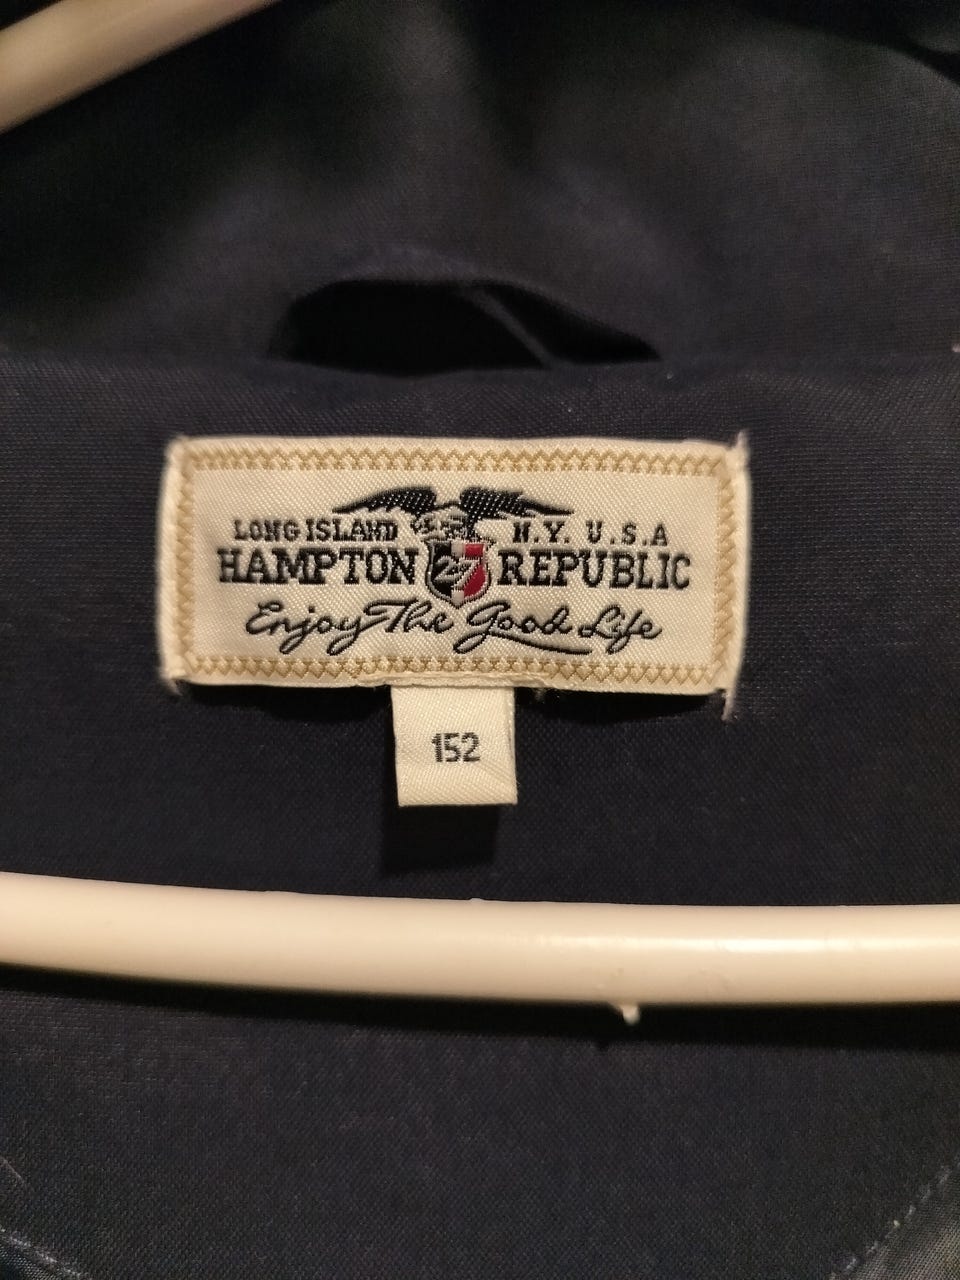 LONG ISLAND N.Y. U.S.A
HAMPTON 27 REPUBLIC
Enjoy The Good Life
152